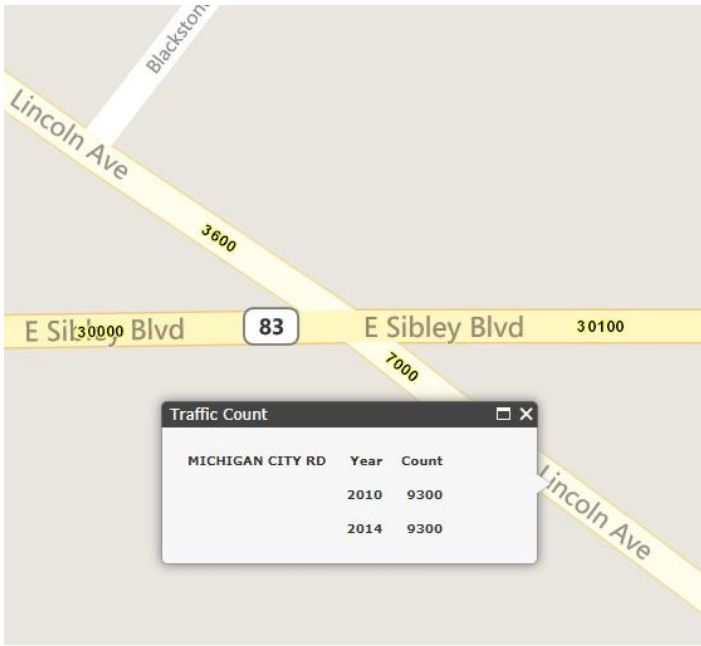 Blackston
Lincoln Ave
3600
E Sibley Blvd
30000
83
E Sibley Blvd
30100
7000
Traffic Count
MICHIGAN CITY RD Year Count
2010 9300
2014 9300
Lincoln Ave